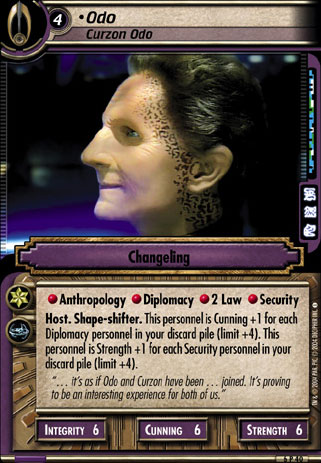 4
•Odo
Curzon Odo
Changeling
Anthropology Diplomacy 2 Law Security
Host. Shape-shifter. This personnel is Cunning +1 for each
Diplomacy personnel in your discard pile (limit +4). This
personnel is Strength +1 for each Security personnel in your
discard pile (limit +4).
"… it's as if Odo and Curzon have been … joined. It's proving
to be an interesting experience for both of us."
INTEGRITY 6 CUNNING 6 STRENGTH 6